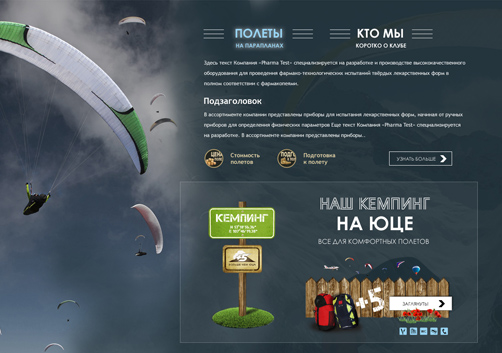 ПОЛЕТЫ
НА ПАРАПЛАНАХ
КТО МЫ
КОРОТКО О КЛУБЕ
Здесь текст Компания «Pharma Test» специализируется на разработке и производстве высококачественного
оборудования для проведения фармако-технологических испытаний твёрдых лекарственных форм в
полном соответствии с фармакопеями.
Подзаголовок
В ассортименте компании представлены приборы для испытания лекарственных форм, начиная от ручных
приборов для определения физических параметров Еще текст Компания «Pharma Test» специализируется
на разработке. В ассортименте компании представлены приборы...
Стоимость
полетов
Подготовка
к полету
УЗНАТЬ БОЛЬШЕ
КЕМПИНГ
+5
НАШ КЕМПИНГ
НА ЮЦЕ
ВСЕ ДЛЯ КОМФОРТНЫХ ПОЛЕТОВ
+5
ЗАГЛЯНУТЬ!